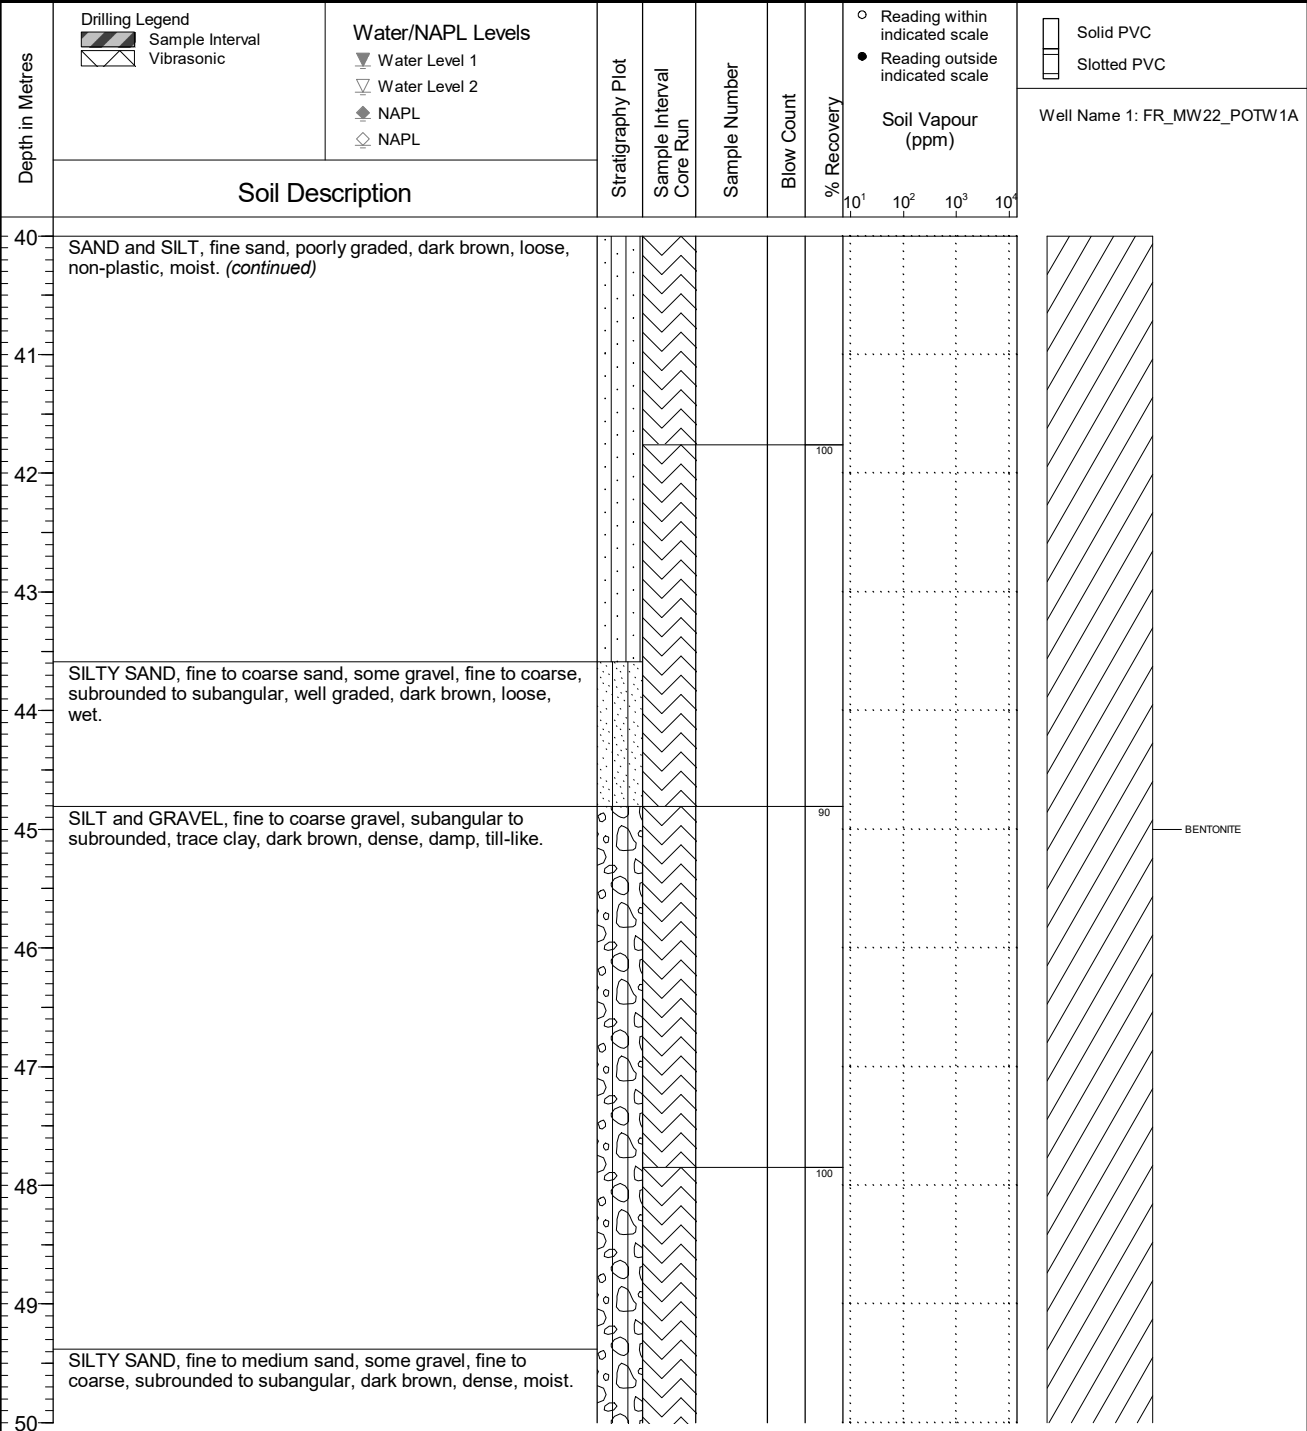 Depth in Metres
Drilling Legend
Sample Interval
Vibrasonic
Water/NAPL Levels
Water Level 1
Water Level 2
NAPL
NAPL
Soil Description
Stratigraphy Plot
Sample Interval
Core Run
Sample Number
Blow Count
% Recovery
Reading within
indicated scale
Reading outside
indicated scale
Soil Vapour
(ppm)
10¹ 10² 10³ 10⁴
Solid PVC
Slotted PVC
Well Name 1: FR_MW22_POTW1A
40
SAND and SILT, fine sand, poorly graded, dark brown, loose,
non-plastic, moist. (continued)
41
100
42
43
SILTY SAND, fine to coarse sand, some gravel, fine to coarse,
subrounded to subangular, well graded, dark brown, loose,
wet.
44
90
SILT and GRAVEL, fine to coarse gravel, subangular to
subrounded, trace clay, dark brown, dense, damp, till-like.
45
BENTONITE
46
47
100
48
49
SILTY SAND, fine to medium sand, some gravel, fine to
coarse, subrounded to subangular, dark brown, dense, moist.
50